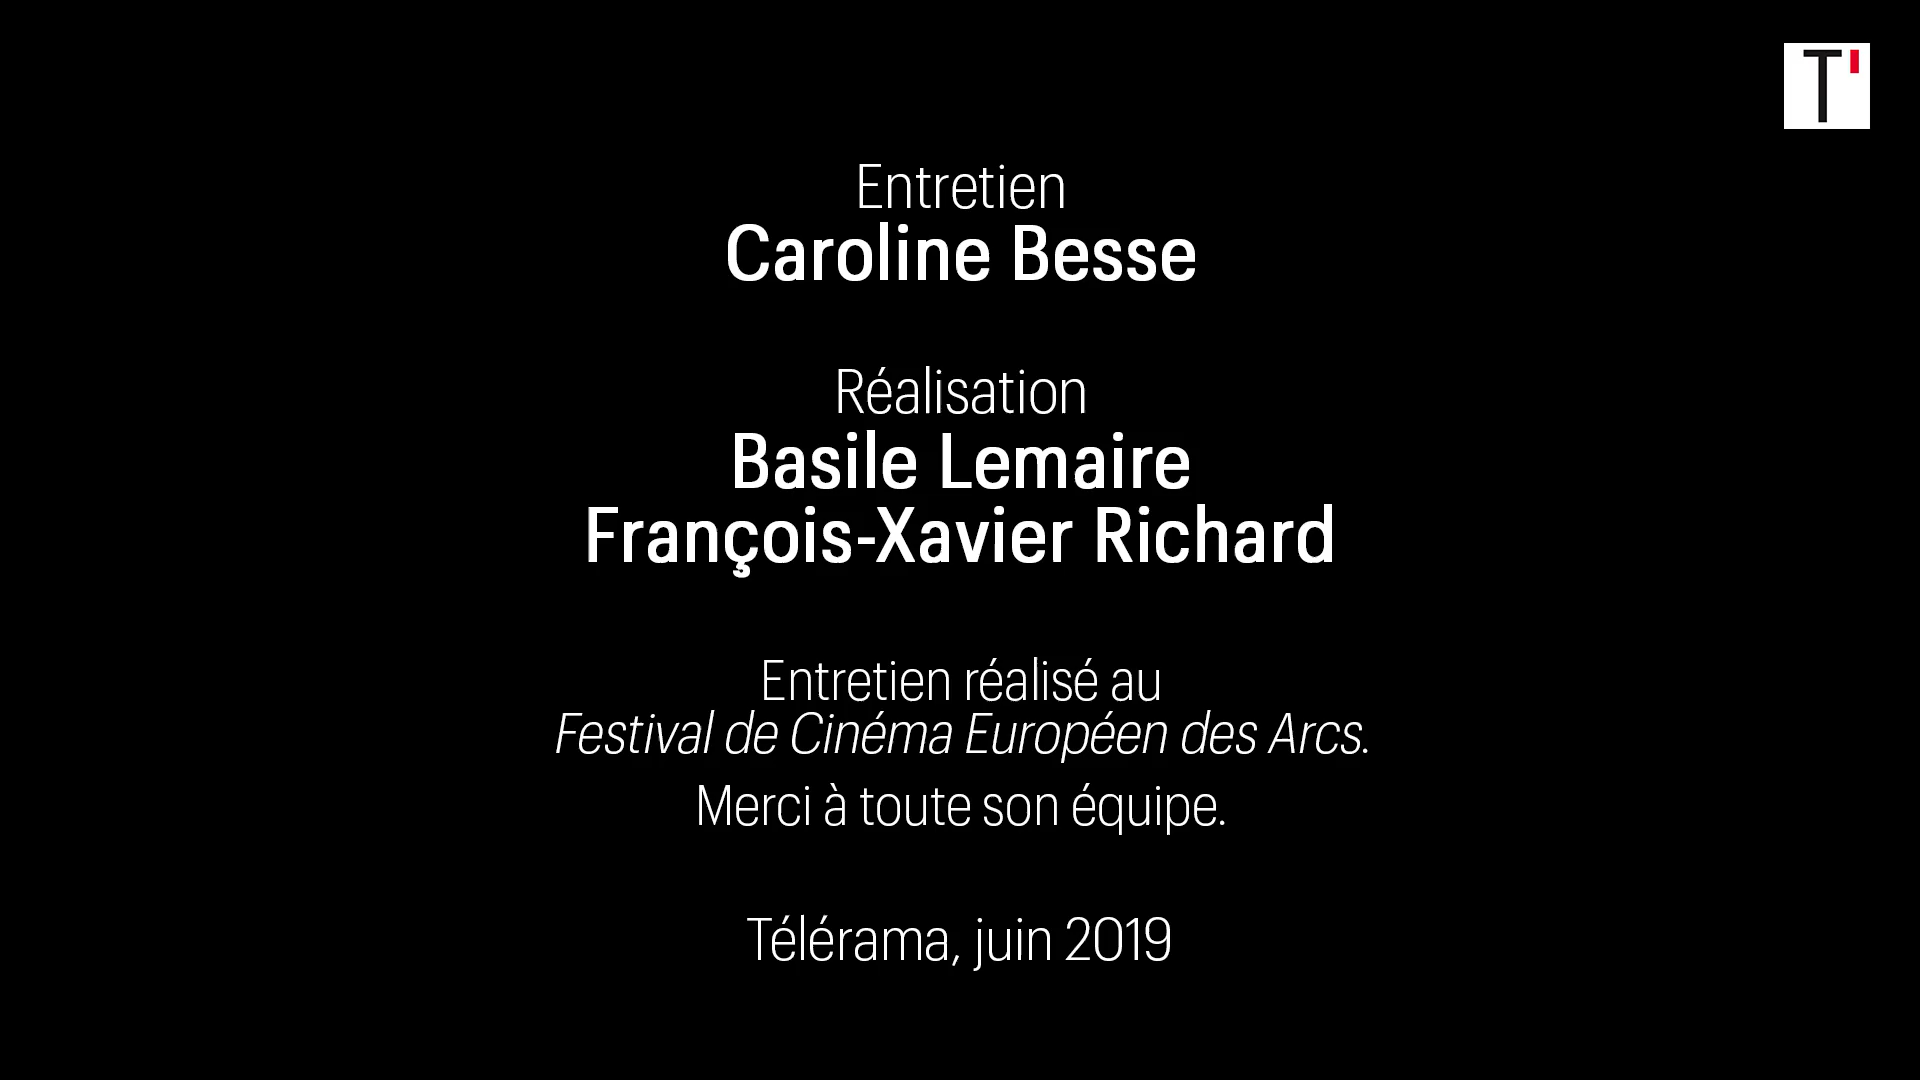 T'
Entretien
Caroline Besse
Réalisation
Basile Lemaire
François-Xavier Richard
Entretien réalisé au
Festival de Cinéma Européen des Arcs.
Merci à toute son équipe.
Télérama, juin 2019